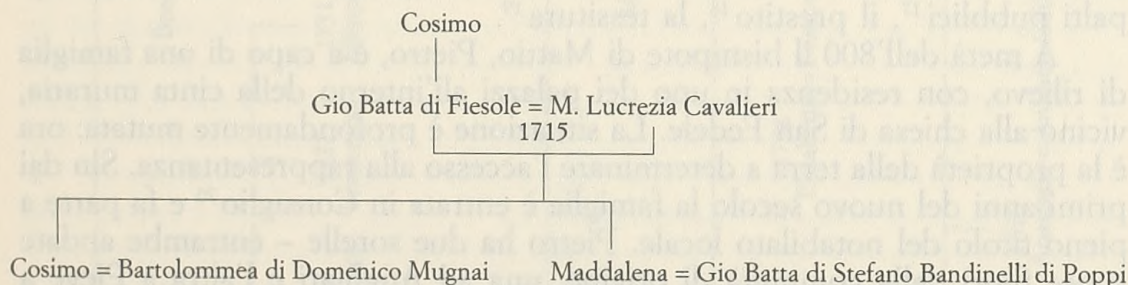 Cosimo
Gio Batta di Fiesole = M. Lucrezia Cavalieri
1715
Cosimo = Bartolommea di Domenico Mugnai Maddalena = Gio Batta di Stefano Bandinelli di Poppi